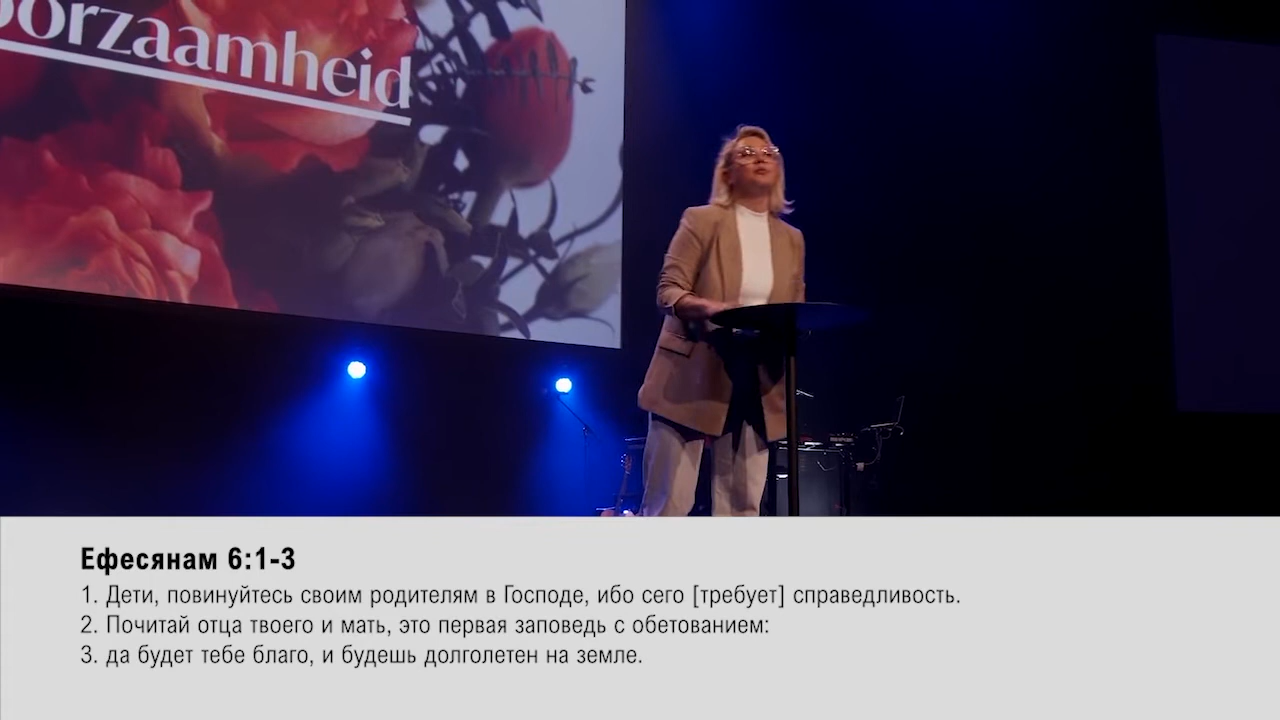 oorzaamheid
Ефесянам 6:1-3
1. Дети, повинуйтесь своим родителям в Господе, ибо сего [требует] справедливость.
2. Почитай отца твоего и мать, это первая заповедь с обетованием:
3. да будет тебе благо, и будешь долголетен на земле.